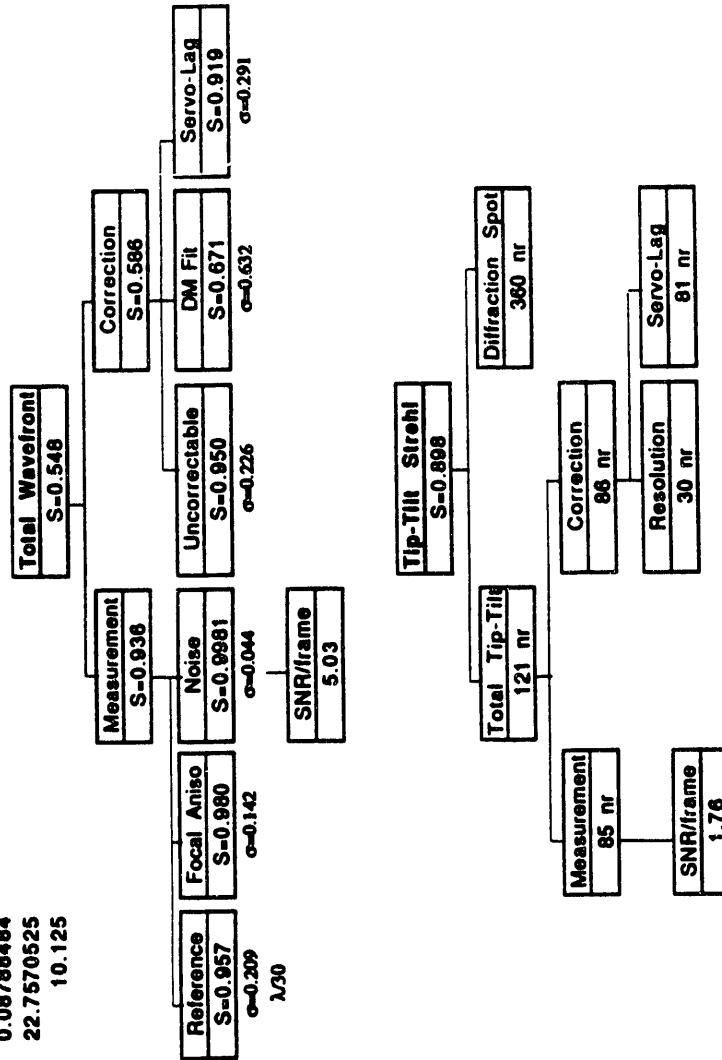 0.08788484
22.7570525
10.125
Total Wavefront
S=0.548
Measurement
S=0.936
Correction
S=0.586
Reference
S=0.957
σ=0.209
λ/30
Focal Aniso
S=0.980
σ=0.142
Noise
S=0.9981
σ=0.044
Uncorrectable
S=0.950
σ=0.226
DM Fit
S=0.671
σ=0.632
Servo-Lag
S=0.919
σ=0.291
SNR/frame
5.03
Tip-Tilt Strehl
S=0.898
Total Tip-Tilt
121 nr
Diffraction Spot
360 nr
Measurement
85 nr
Correction
86 nr
SNR/frame
1.76
Resolution
30 nr
Servo-Lag
81 nr